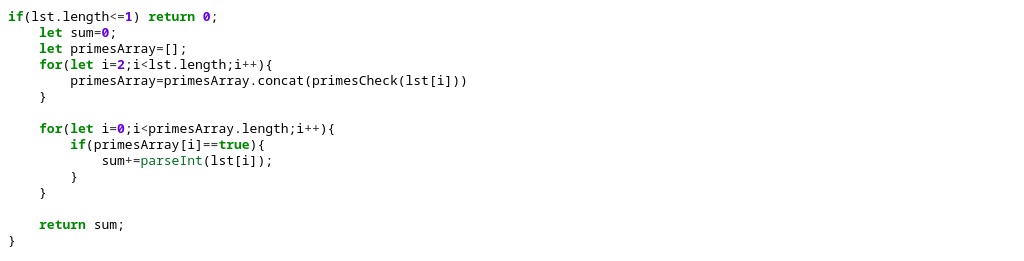 if(lst.length<=1) return 0;
    let sum=0;
    let primesArray=[];
    for(let i=2;i<lst.length;i++){
        primesArray=primesArray.concat(primesCheck(lst[i]))
    }

    for(let i=0;i<primesArray.length;i++){
        if(primesArray[i]==true){
            sum+=parseInt(lst[i]);
        }
    }

    return sum;
}